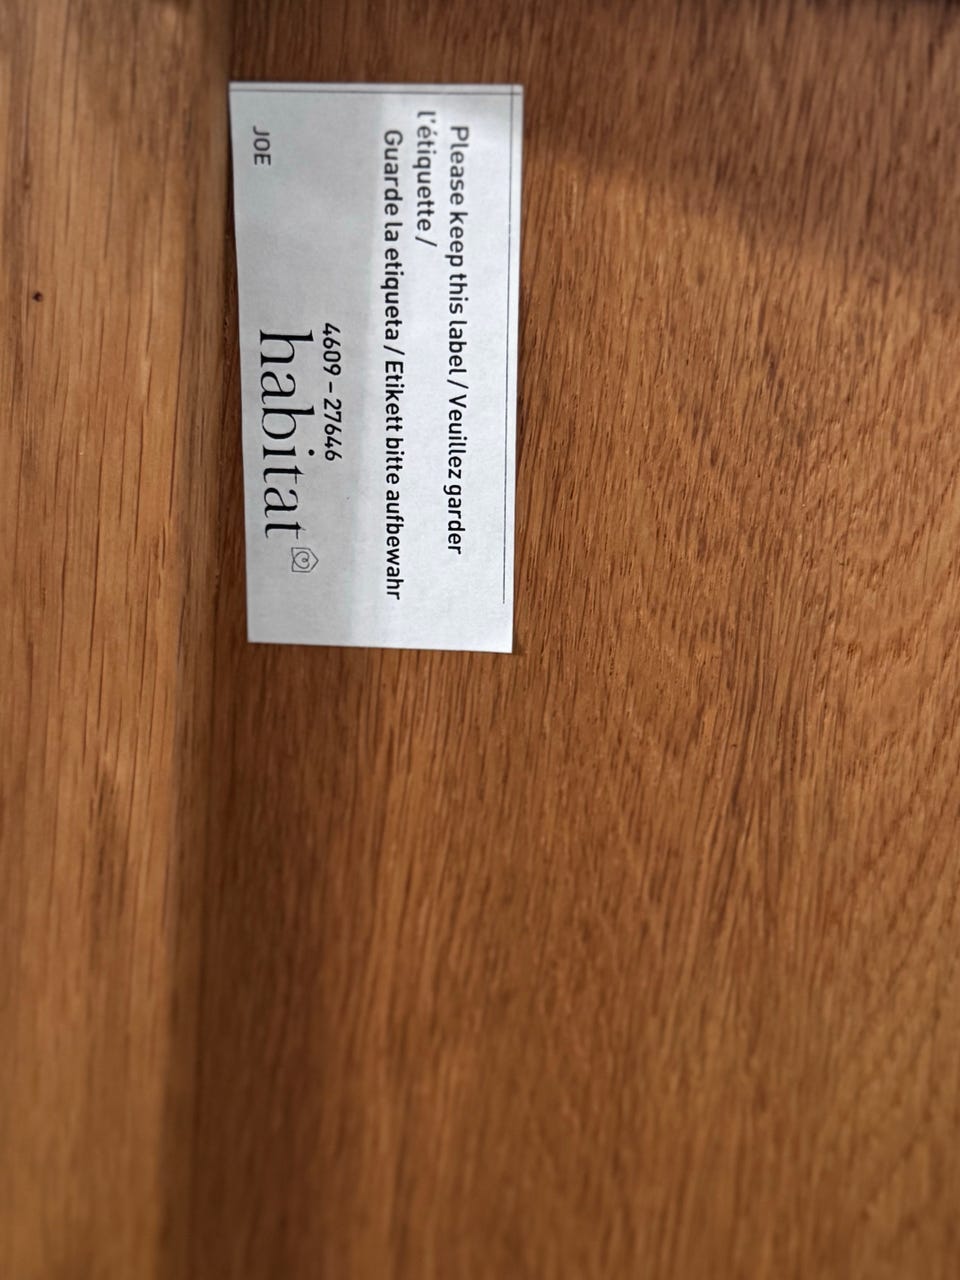 Please keep this label / Veuillez garder
l'étiquette /
Guarde la etiqueta / Etikett bitte aufbewahr
4609 – 27646
habitat
JOE